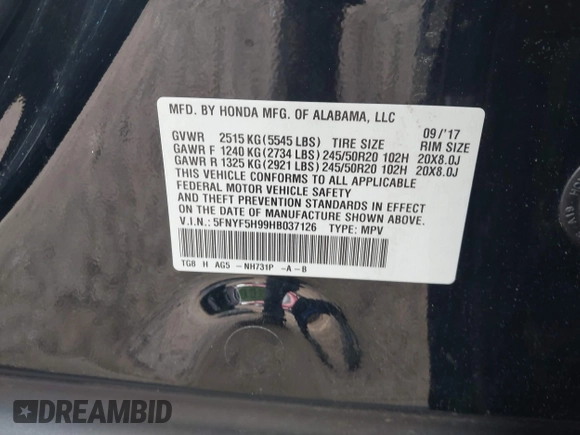 MFD. BY HONDA MFG. OF ALABAMA, LLC
09/'17
GVWR 2515 KG(5545 LBS) TIRE SIZE RIM SIZE
GAWR F 1240 KG(2734 LBS) 245/50R20 102H 20X8.0J
GAWR R 1325 KG(2921 LBS) 245/50R20 102H 20X8.0J
THIS VEHICLE CONFORMS TO ALL APPLICABLE
FEDERAL MOTOR VEHICLE SAFETY
AND THEFT PREVENTION STANDARDS IN EFFECT
ON THE DATE OF MANUFACTURE SHOWN ABOVE.
V.I.N.: 5FNYF5H99HB037126 TYPE: MPV
TG8 H AG5 -NH731P -A-B
DREAMBID